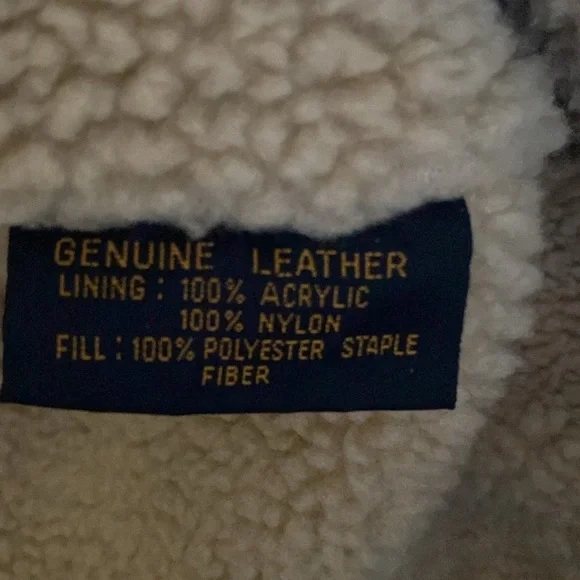 GENUINE LEATHER
LINING : 100% ACRYLIC
100% NYLON
FILL : 100% POLYESTER STAPLE
FIBER